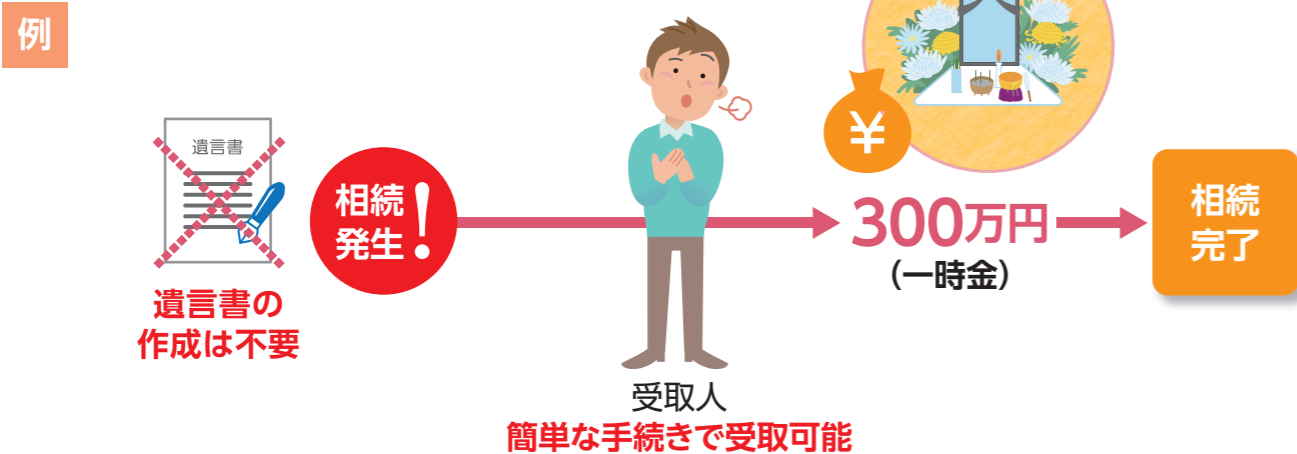 例
遺言書
遺言書の
作成は不要
相続
発生！
受取人
簡単な手続きで受取可能
¥
300万円
（一時金）
相続
完了